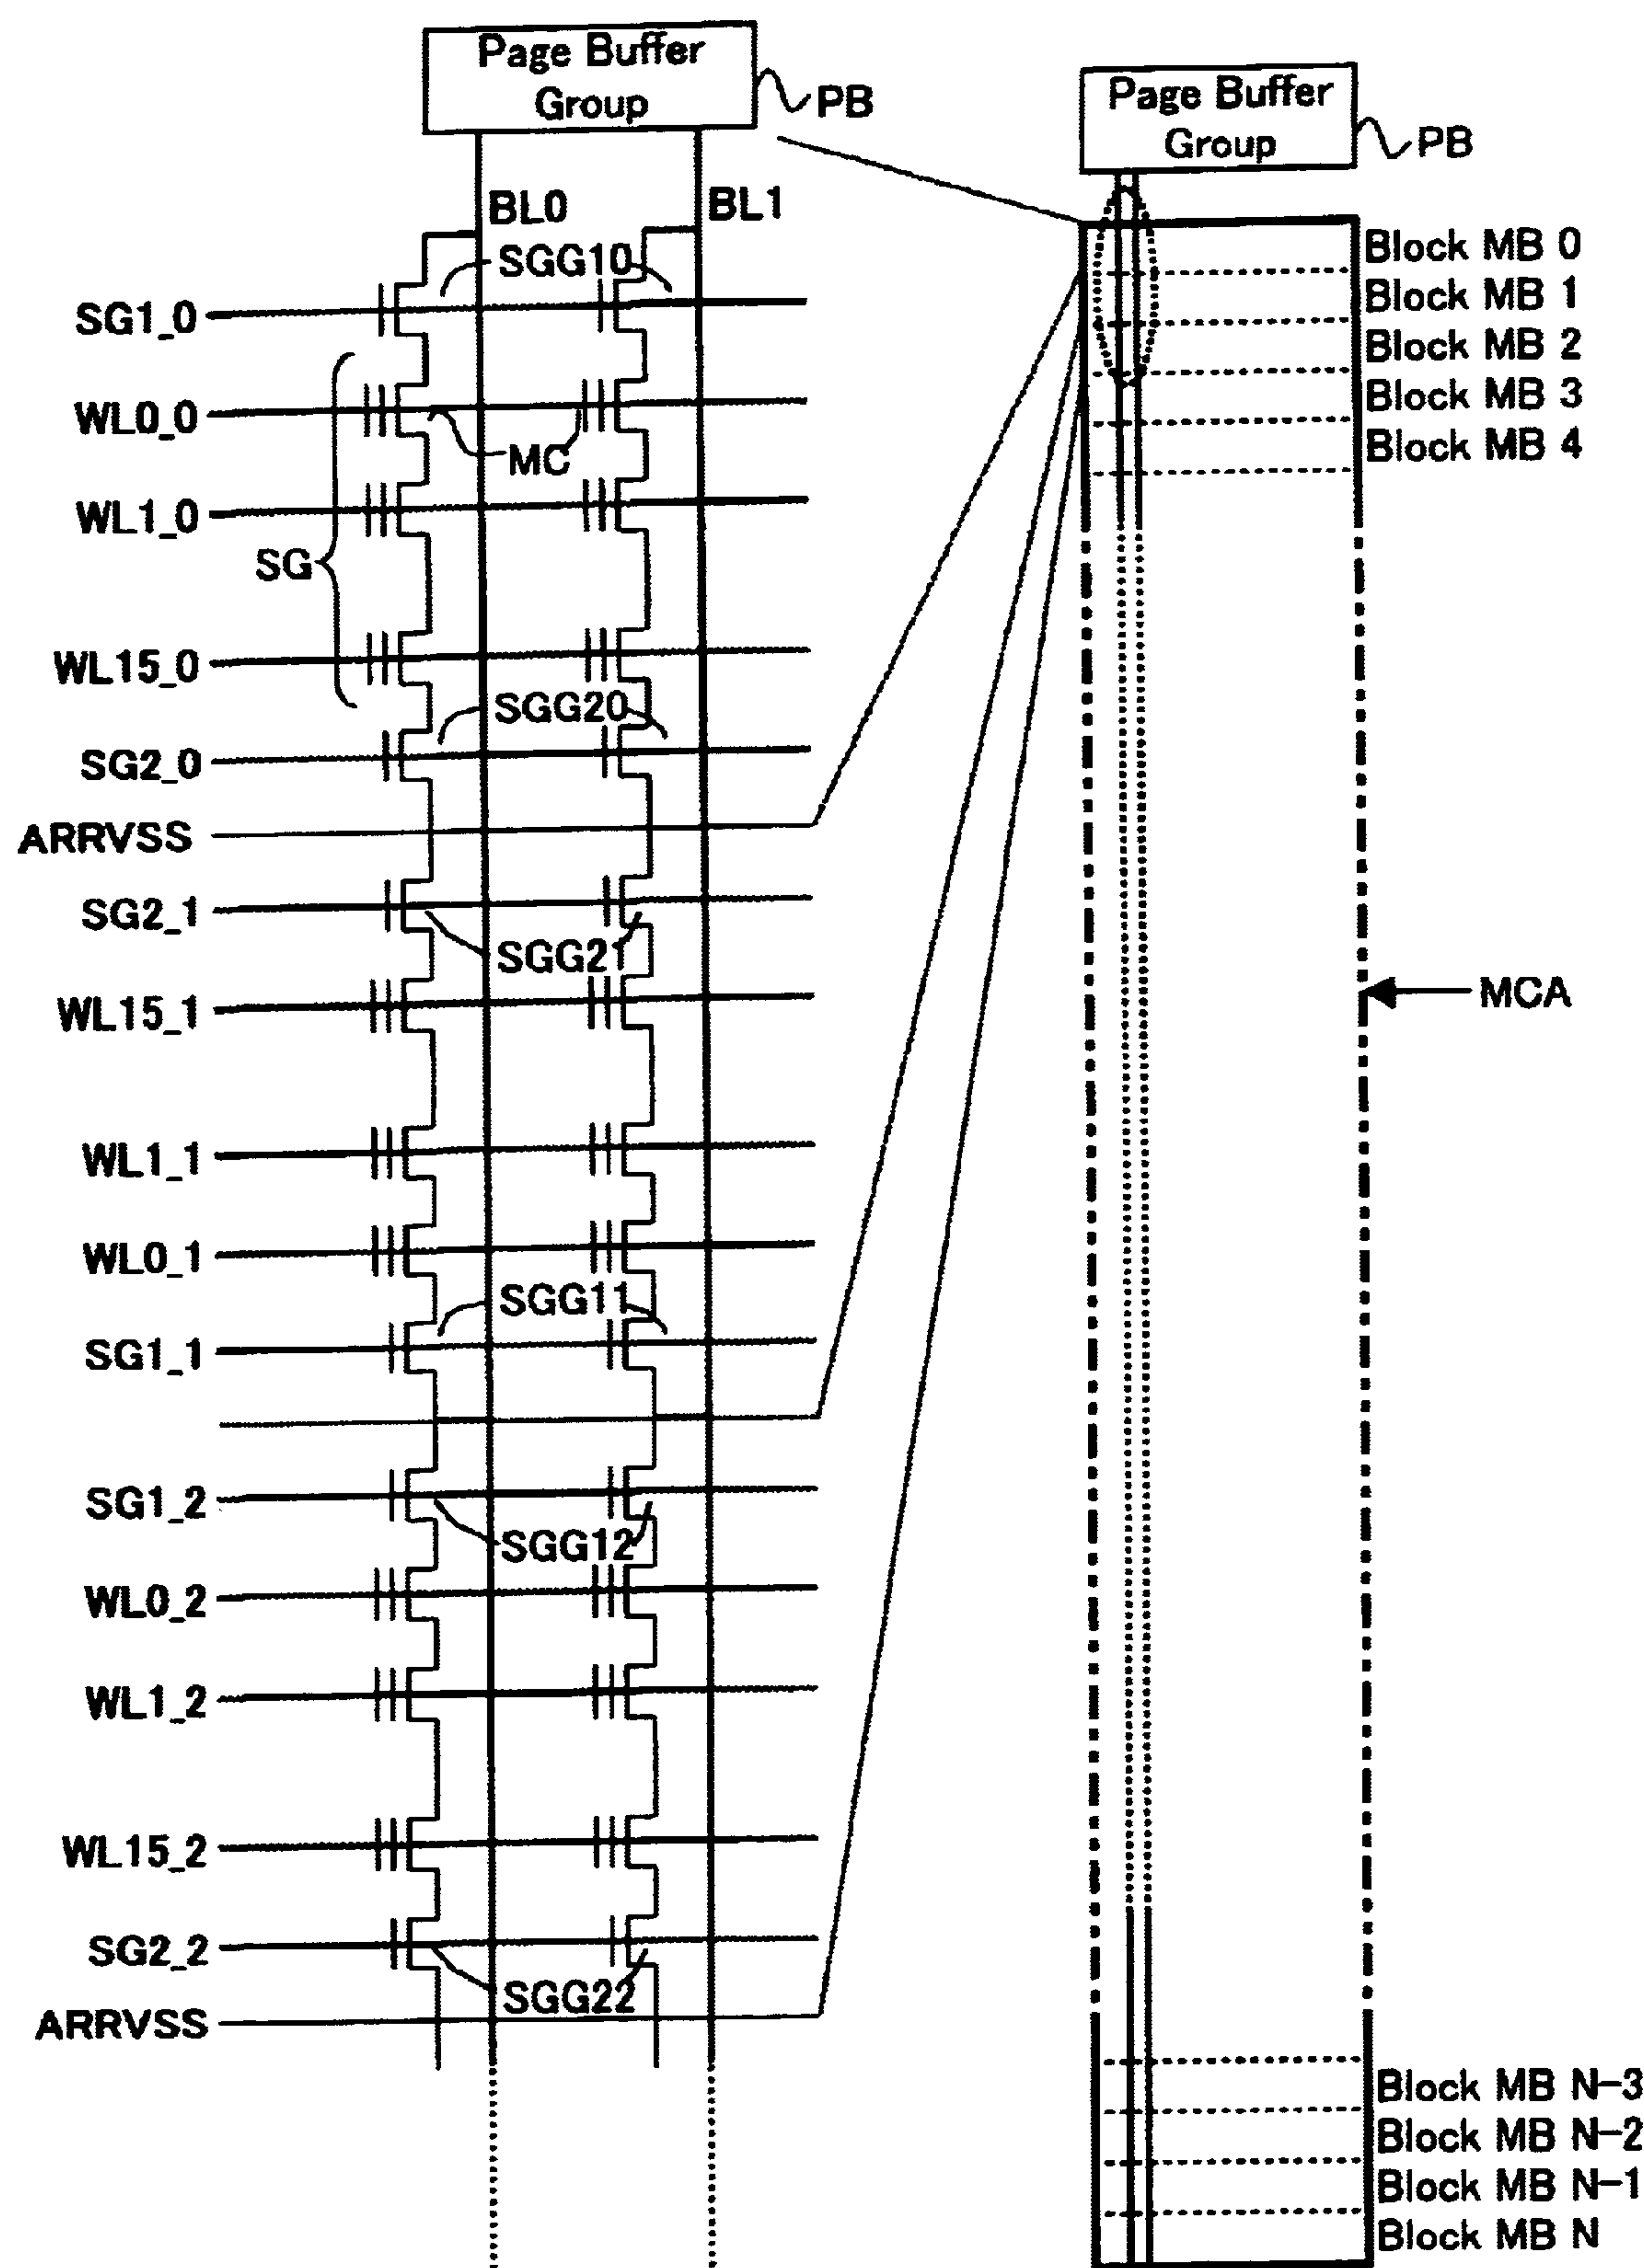 Page Buffer
Group
PB
BL0
BL1
SGG10
SG1_0
WL0_0
MC
WL1_0
SG
WL15_0
SGG20
SG2_0
ARRVSS
SG2_1
SGG21
WL15_1
WL1_1
WL0_1
SGG11
SG1_1
SG1_2
SGG12
WL0_2
WL1_2
WL15_2
SG2_2
SGG22
ARRVSS
Page Buffer
Group
PB
Block MB 0
Block MB 1
Block MB 2
Block MB 3
Block MB 4
MCA
Block MB N-3
Block MB N-2
Block MB N-1
Block MB N